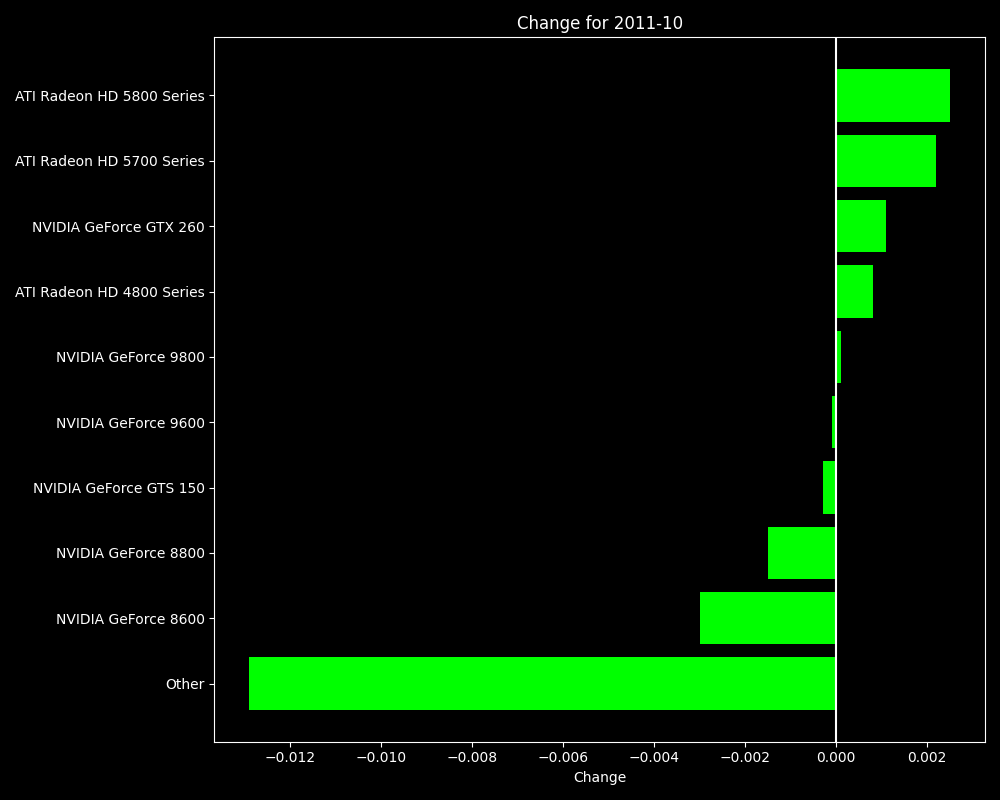 Change for 2011-10
ATI Radeon HD 5800 Series
ATI Radeon HD 5700 Series
NVIDIA GeForce GTX 260
ATI Radeon HD 4800 Series
NVIDIA GeForce 9800
NVIDIA GeForce 9600
NVIDIA GeForce GTS 150
NVIDIA GeForce 8800
NVIDIA GeForce 8600
Other
−0.012 −0.010 −0.008 −0.006 −0.004 −0.002 0.000 0.002
Change